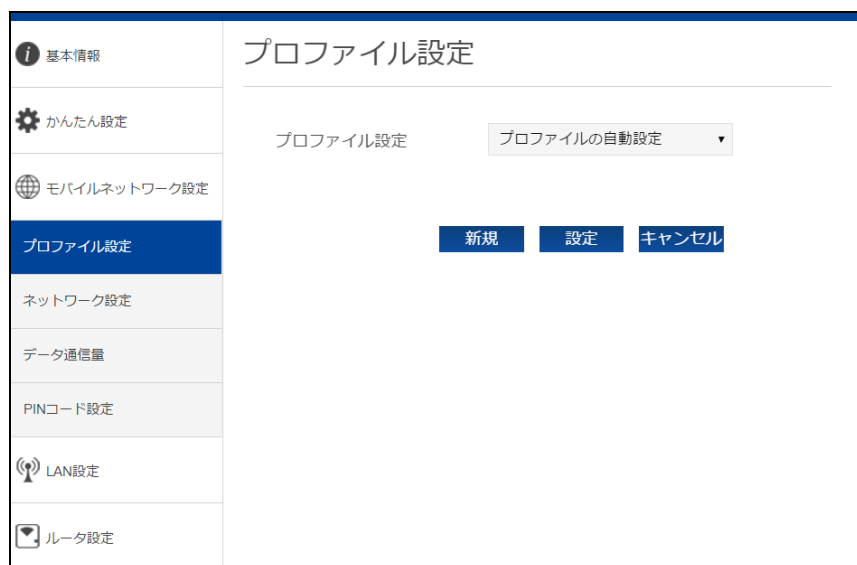 基本情報
かんたん設定
モバイルネットワーク設定
プロファイル設定
ネットワーク設定
データ通信量
PINコード設定
LAN設定
ルータ設定
プロファイル設定
プロファイル設定 プロファイルの自動設定
新規 設定 キャンセル